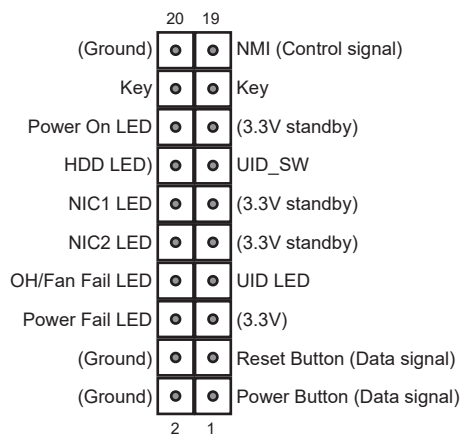 20 19
(Ground) NMI (Control signal)
Key Key
Power On LED (3.3V standby)
HDD LED) UID_SW
NIC1 LED (3.3V standby)
NIC2 LED (3.3V standby)
OH/Fan Fail LED UID LED
Power Fail LED (3.3V)
(Ground) Reset Button (Data signal)
(Ground) Power Button (Data signal)
2 1